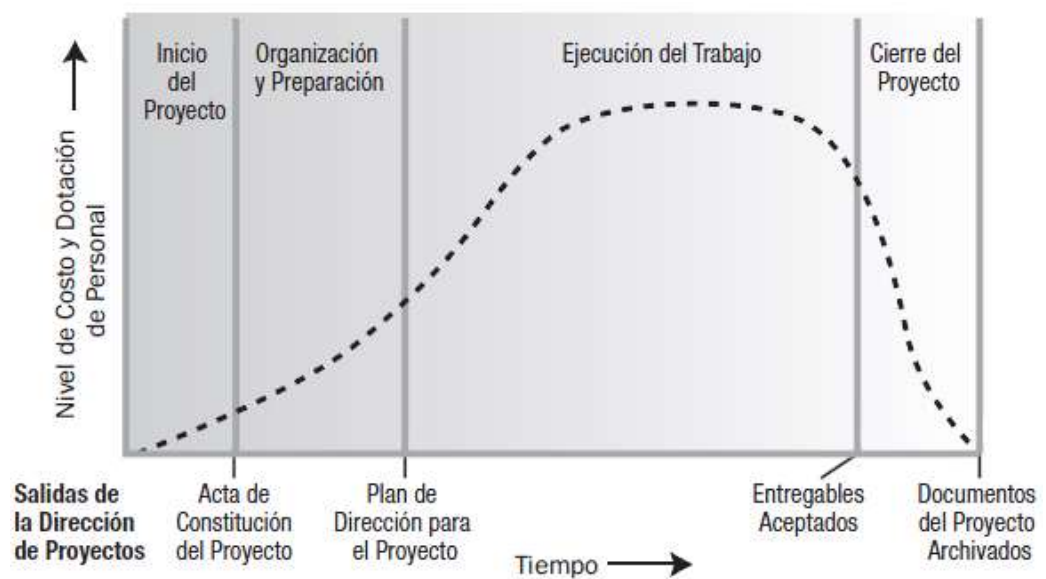 Inicio
del
Proyecto
Organización
y Preparación
Ejecución del Trabajo
Cierre del
Proyecto
Nivel de Costo y Dotación
de Personal
Salidas de
la Dirección
de Proyectos
Acta de
Constitución
del Proyecto
Plan de
Dirección para
el Proyecto
Entregables
Aceptados
Documentos
del Proyecto
Archivados
Tiempo